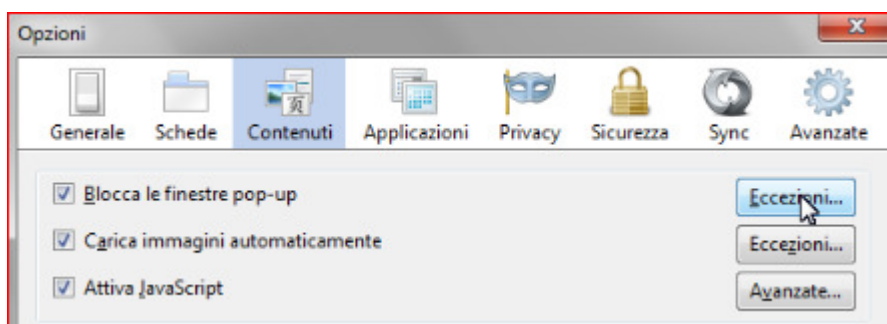 Opzioni
Generale Schede Contenuti Applicazioni Privacy Sicurezza Sync Avanzate
Blocca le finestre pop-up Eccezioni...
Carica immagini automaticamente Eccezioni...
Attiva JavaScript Avanzate...